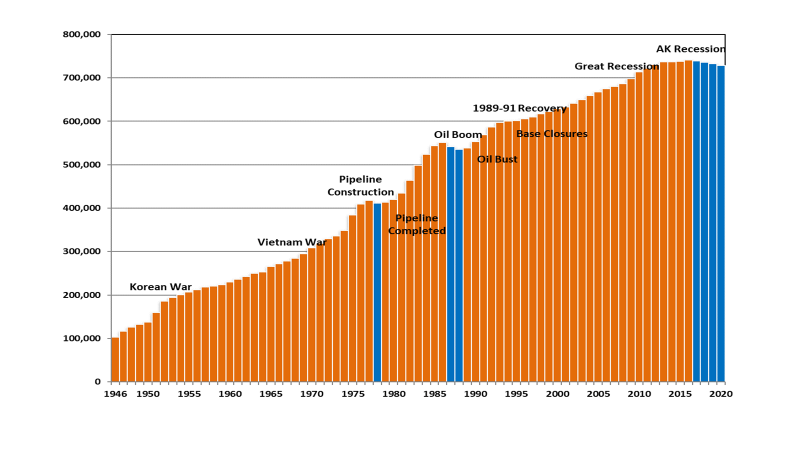 800,000
AK Recession
Great Recession
700,000
1989-91 Recovery
600,000
Base Closures
Oil Boom
Oil Bust
500,000
Pipeline
Construction
400,000
Pipeline
Completed
Vietnam War
300,000
Korean War
200,000
100,000
0
1946 1950 1955 1960 1965 1970 1975 1980 1985 1990 1995 2000 2005 2010 2015 2020